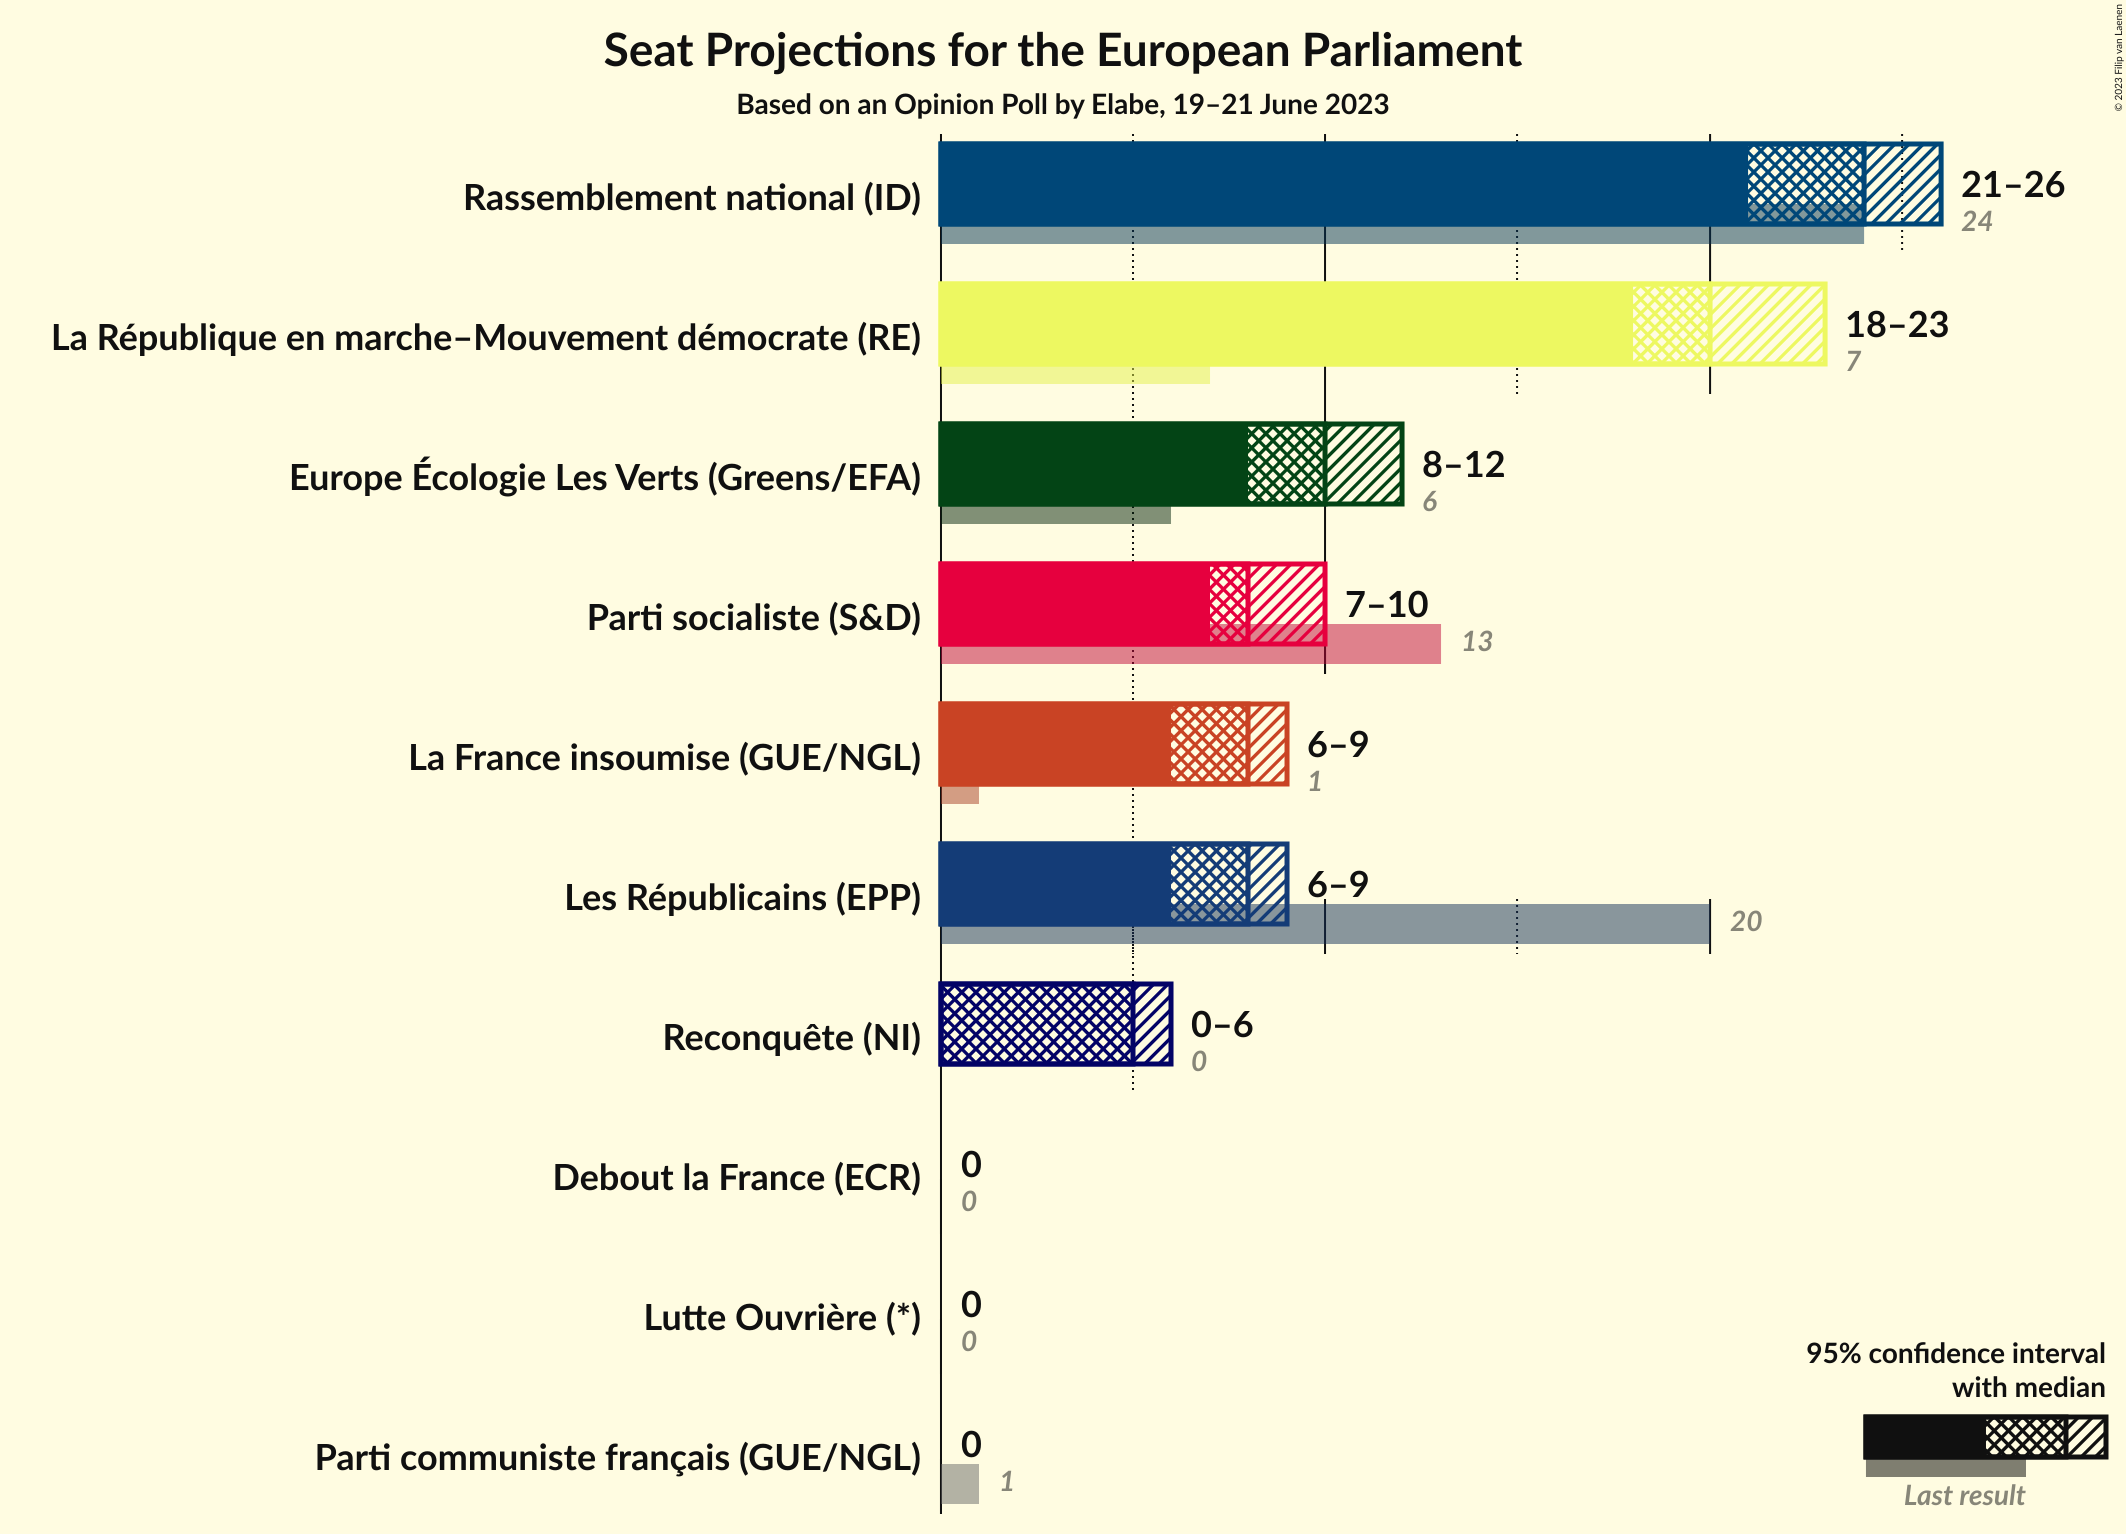 Seat Projections for the European Parliament
Based on an Opinion Poll by Elabe, 19–21 June 2023
© 2023 Filip van Laenen
Rassemblement national (ID)
21–26
24
La République en marche–Mouvement démocrate (RE)
18–23
7
Europe Écologie Les Verts (Greens/EFA)
8–12
6
Parti socialiste (S&D)
7–10
13
La France insoumise (GUE/NGL)
6–9
1
Les Républicains (EPP)
6–9
20
Reconquête (NI)
0–6
0
Debout la France (ECR)
0
0
Lutte Ouvrière (*)
0
0
Parti communiste français (GUE/NGL)
0
1
95% confidence interval
with median
Last result